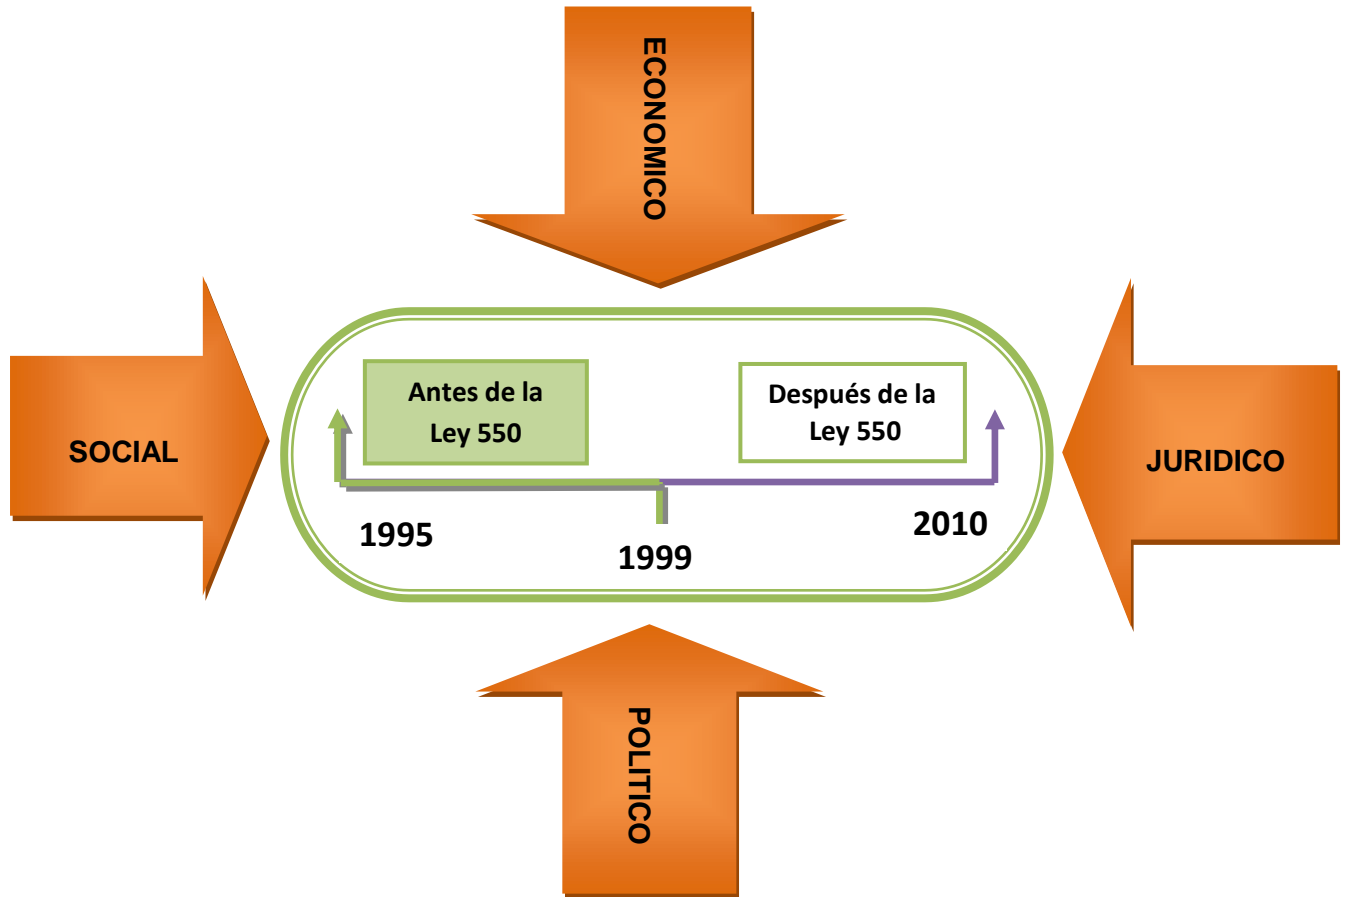 ECONOMICO
SOCIAL
Antes de la
Ley 550
Después de la
Ley 550
JURIDICO
1995
1999
2010
POLITICO